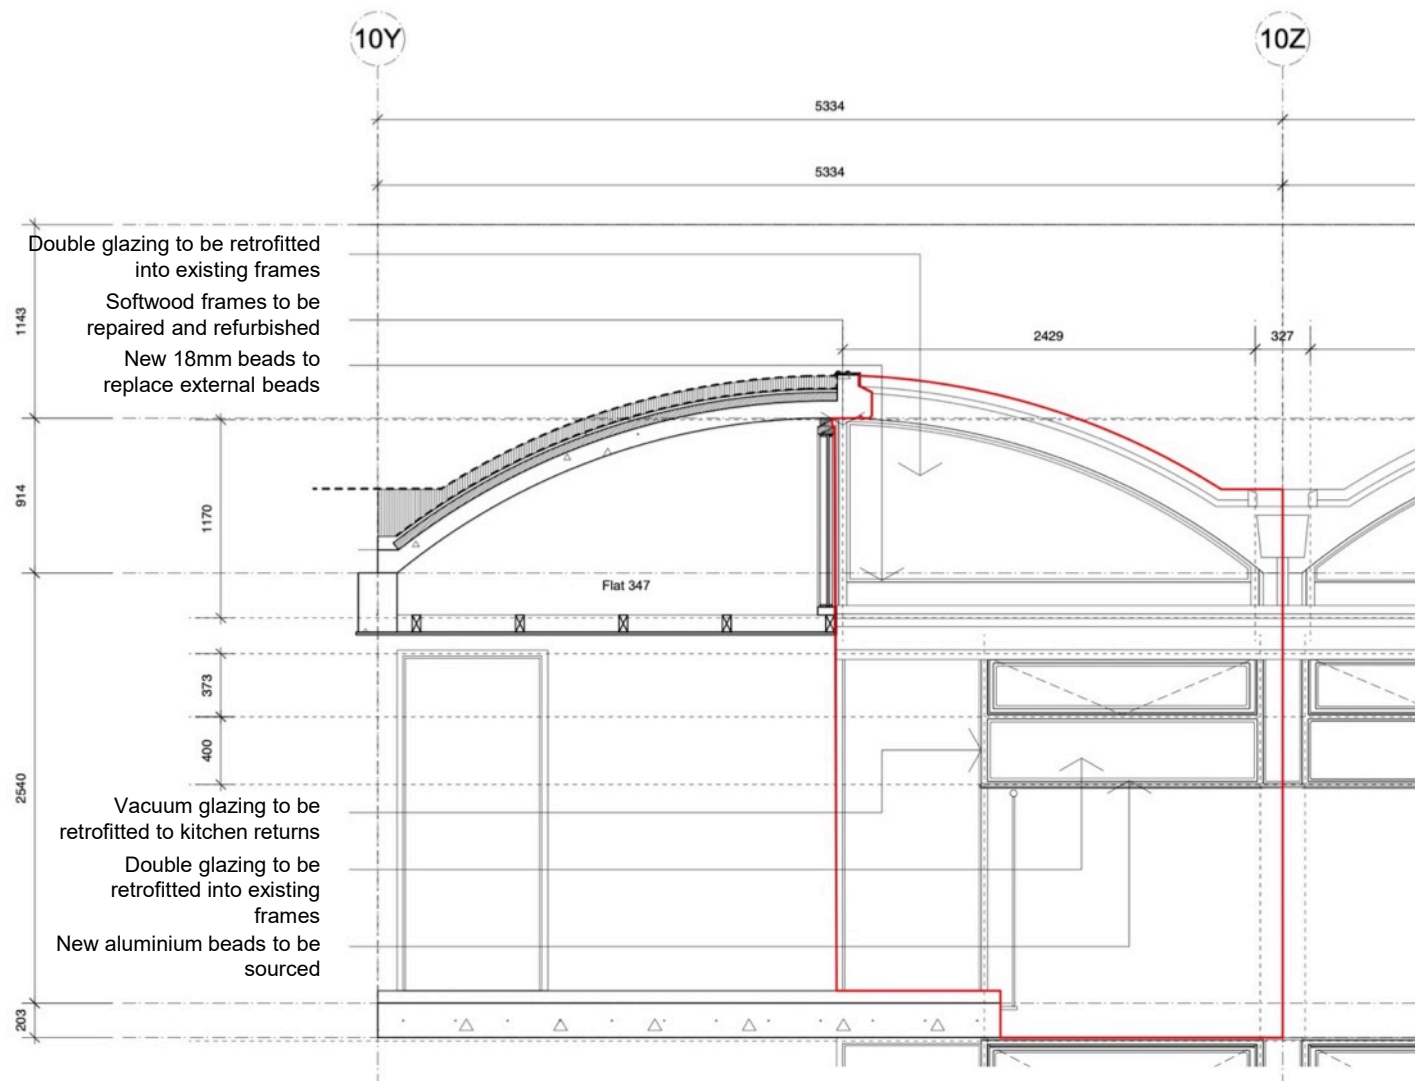 10Y
10Z
5334
5334
Double glazing to be retrofitted
into existing frames
Softwood frames to be
repaired and refurbished
New 18mm beads to
replace external beads
1143
2429
327
914
1170
Flat 347
373
400
2540
Vacuum glazing to be
retrofitted to kitchen returns
Double glazing to be
retrofitted into existing
frames
New aluminium beads to be
sourced
203